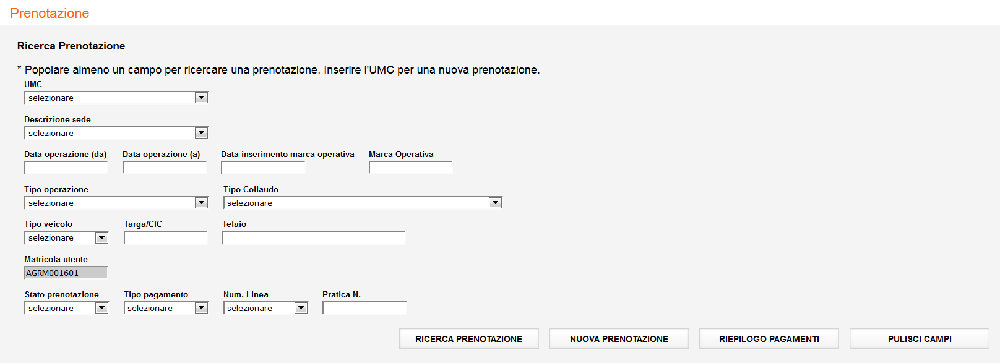 Prenotazione
Ricerca Prenotazione
* Popolare almeno un campo per ricercare una prenotazione. Inserire l'UMC per una nuova prenotazione.
UMC
selezionare
Descrizione sede
selezionare
Data operazione (da) Data operazione (a) Data inserimento marca operativa Marca Operativa
Tipo operazione Tipo Collaudo
selezionare selezionare
Tipo veicolo Targa/CIC Telaio
selezionare
Matricola utente
AGRM001601
Stato prenotazione Tipo pagamento Num. Linea Pratica N.
selezionare selezionare selezionare
RICERCA PRENOTAZIONE NUOVA PRENOTAZIONE RIEPILOGO PAGAMENTI PULISCI CAMPI